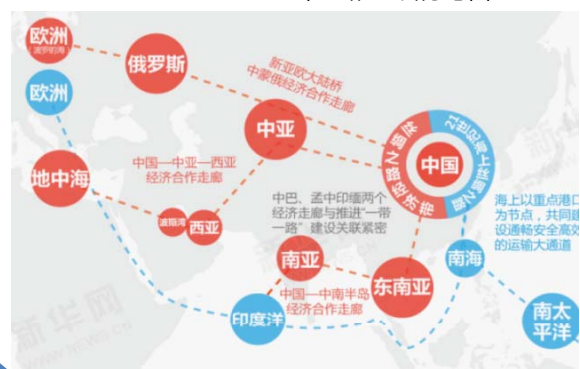 欧洲
（波罗的海）
俄罗斯
欧洲
新亚欧大陆桥
中蒙俄经济合作走廊
中亚
丝绸之路经济带
21世纪海上丝绸之路
中国
地中海
中国—中亚—西亚
经济合作走廊
波斯湾
西亚
中巴、孟中印缅两个
经济走廊与推进“一带
一路”建设关联紧密
海上以重点港口
为节点，共同建
设通畅安全高效
的运输大通道
南亚
南海
东南亚
中国—中南半岛
经济合作走廊
印度洋
南太
平洋
新华网
NEWS.CN